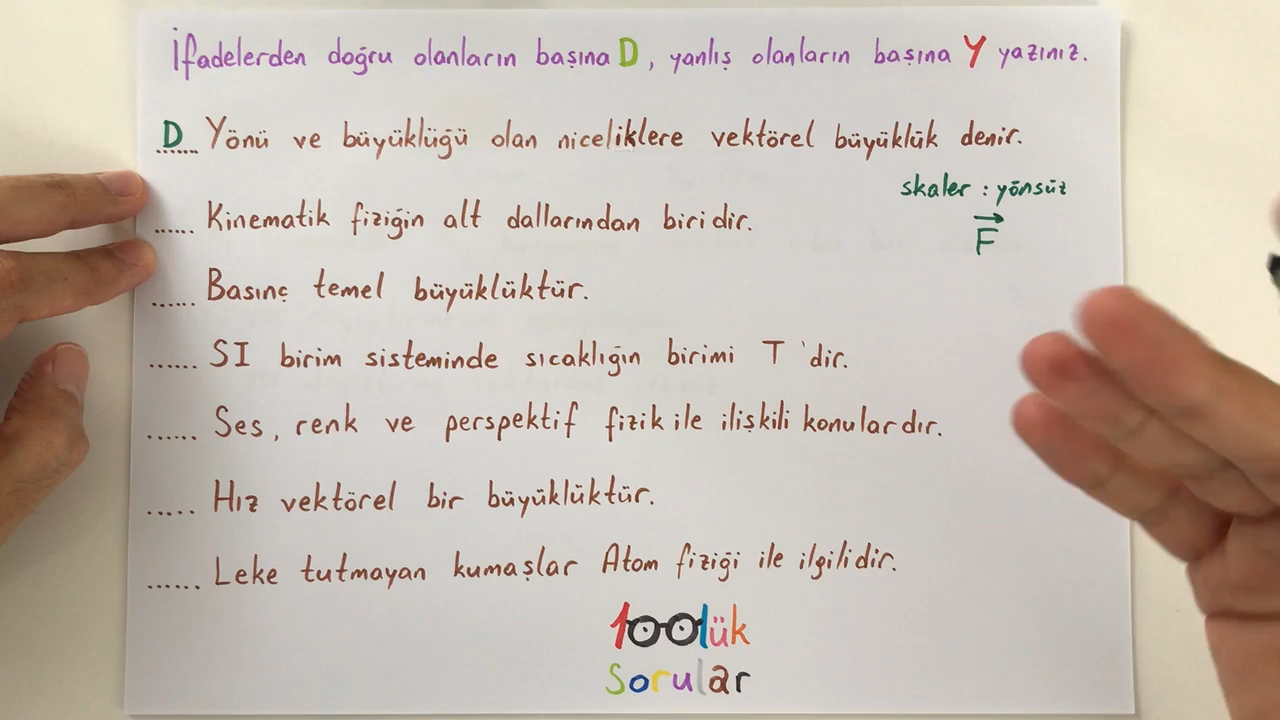 İfadelerden doğru olanların başına D, yanlış olanların başına Y yazınız.
D Yönü ve büyüklüğü olan niceliklere vektörel büyüklük denir.
skaler : yönsüz
F
...... Kinematik fiziğin alt dallarından biridir.
...... Basınç temel büyüklüktür.
...... SI birim sisteminde sıcaklığın birimi T 'dir.
...... Ses, renk ve perspektif fizik ile ilişkili konulardır.
..... Hız vektörel bir büyüklüktür.
...... Leke tutmayan kumaşlar Atom fiziği ile ilgilidir.
100lük
Sorular